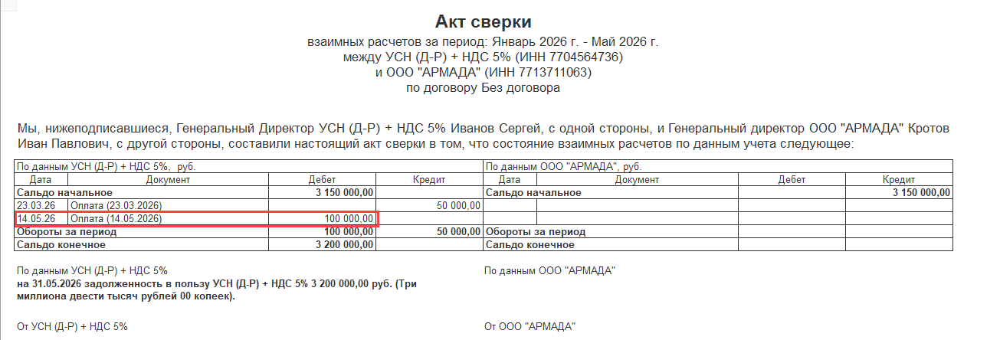 Акт сверки
взаимных расчетов за период: Январь 2026 г. - Май 2026 г.
между УСН (Д-Р) + НДС 5% (ИНН 7704564736)
и ООО "АРМАДА" (ИНН 7713711063)
по договору Без договора
Мы, нижеподписавшиеся, Генеральный Директор УСН (Д-Р) + НДС 5% Иванов Сергей, с одной стороны, и Генеральный директор ООО "АРМАДА" Кротов
Иван Павлович, с другой стороны, составили настоящий акт сверки в том, что состояние взаимных расчетов по данным учета следующее:
По данным УСН (Д-Р) + НДС 5%, руб. По данным ООО "АРМАДА", руб.
Дата Документ Дебет Кредит Дата Документ Дебет Кредит
Сальдо начальное 3 150 000,00 Сальдо начальное 3 150 000,00
23.03.26 Оплата (23.03.2026) 50 000,00
14.05.26 Оплата (14.05.2026) 100 000,00
Обороты за период 100 000,00 50 000,00 Обороты за период
Сальдо конечное 3 200 000,00 Сальдо конечное
По данным УСН (Д-Р) + НДС 5% По данным ООО "АРМАДА"
на 31.05.2026 задолженность в пользу УСН (Д-Р) + НДС 5% 3 200 000,00 руб. (Три
миллиона двести тысяч рублей 00 копеек).
От УСН (Д-Р) + НДС 5% От ООО "АРМАДА"